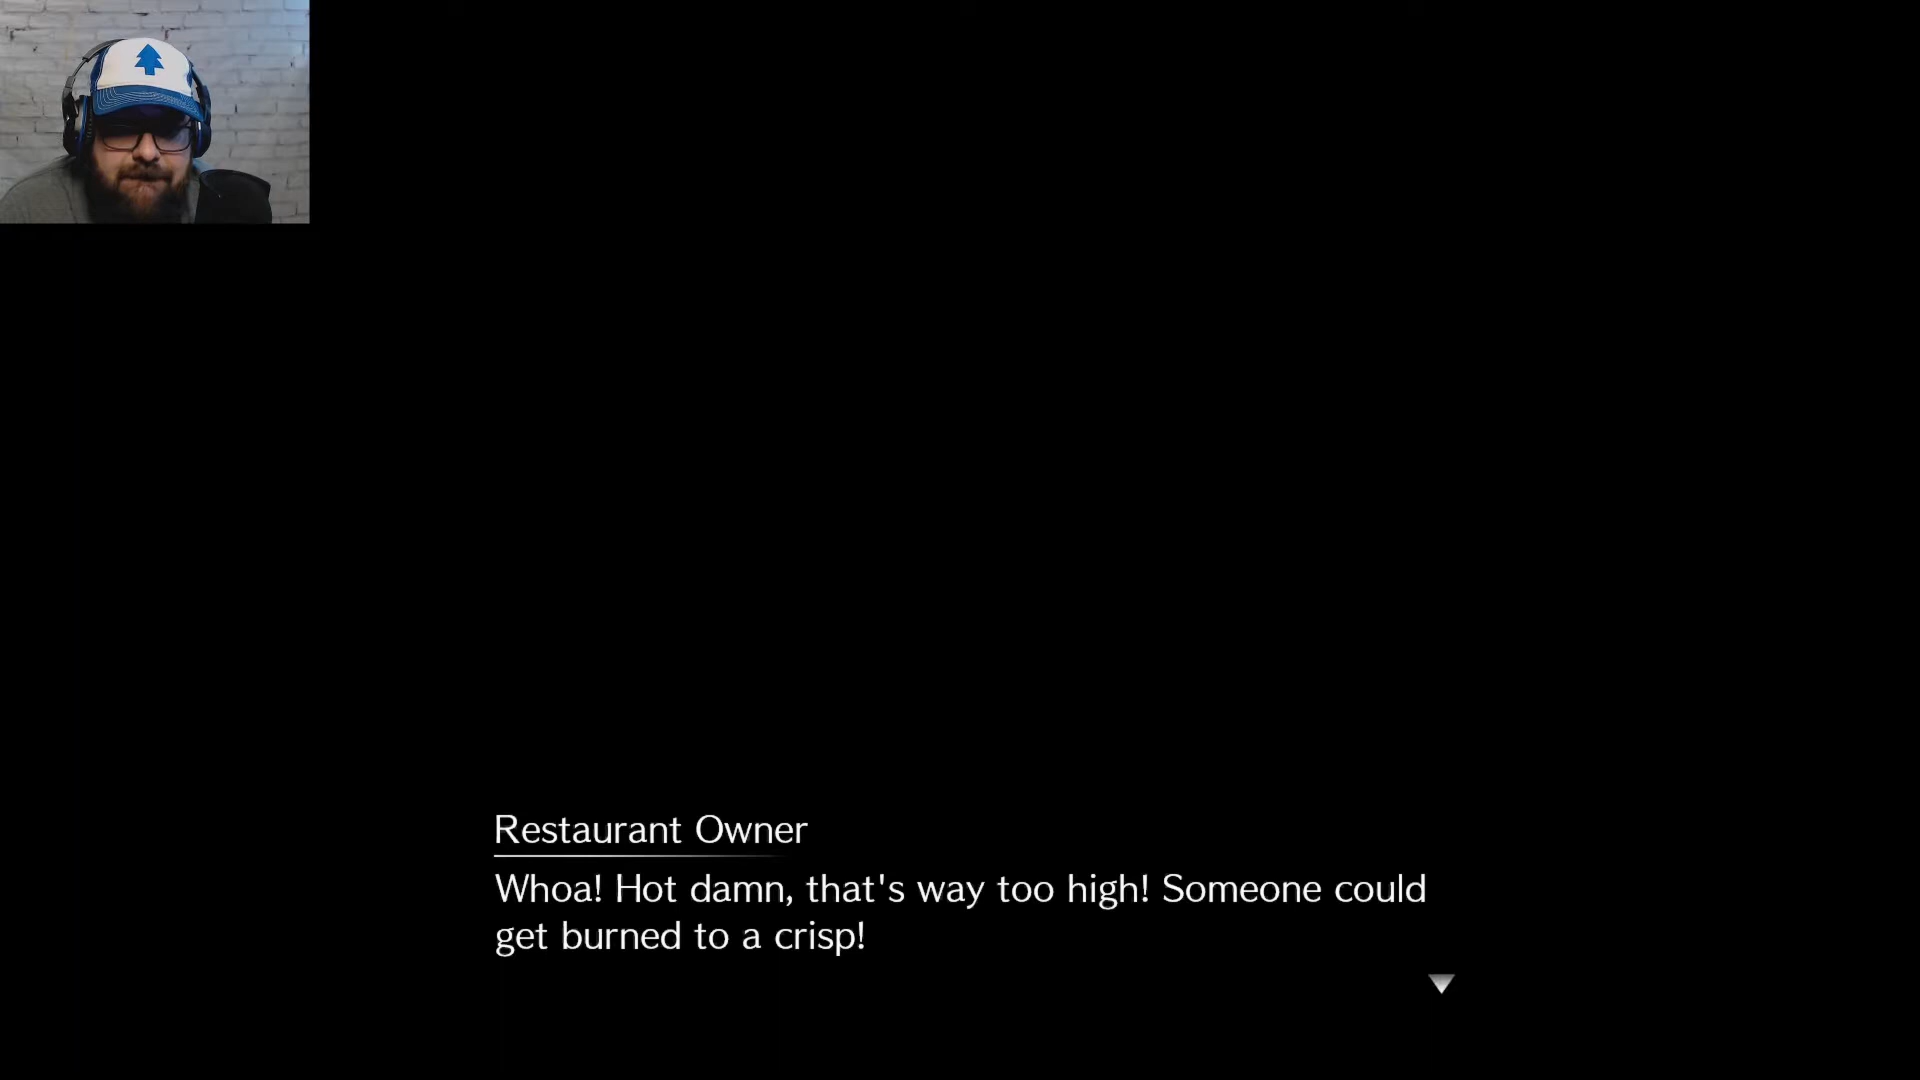 Restaurant Owner
Whoa! Hot damn, that's way too high! Someone could
get burned to a crisp!